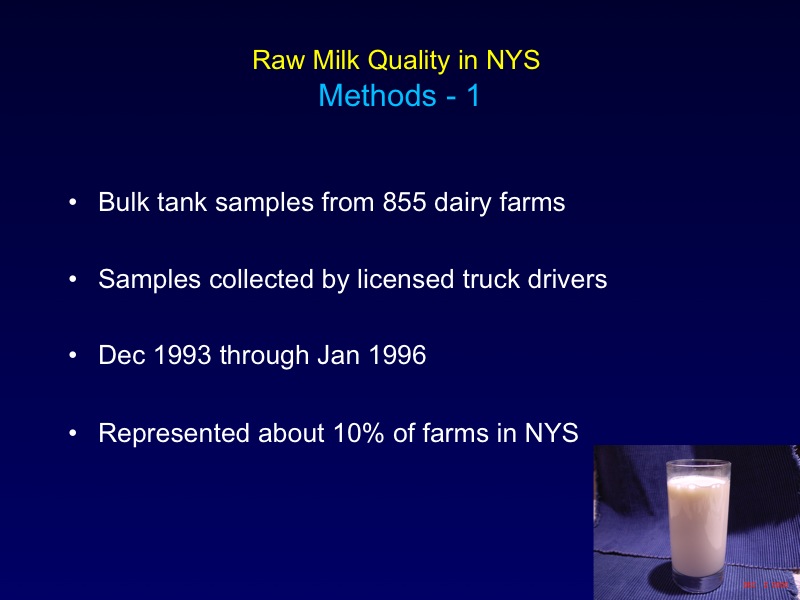 Raw Milk Quality in NYS
Methods - 1
• Bulk tank samples from 855 dairy farms
• Samples collected by licensed truck drivers
• Dec 1993 through Jan 1996
• Represented about 10% of farms in NYS